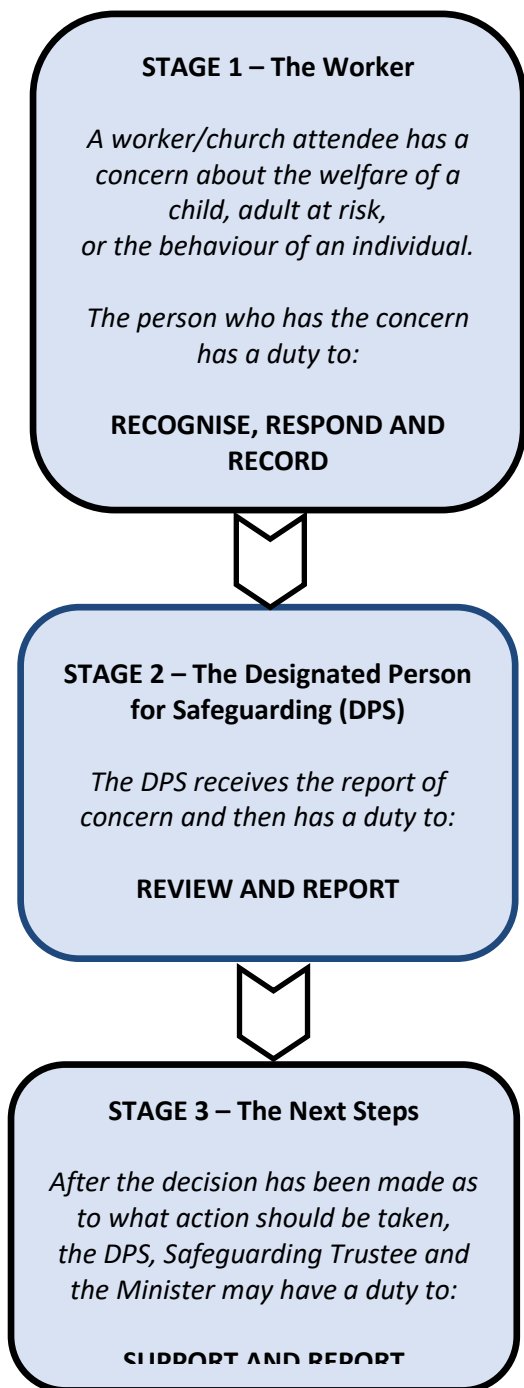 STAGE 1 – The Worker
A worker/church attendee has a
concern about the welfare of a
child, adult at risk,
or the behaviour of an individual.
The person who has the concern
has a duty to:
RECOGNISE, RESPOND AND
RECORD
STAGE 2 – The Designated Person
for Safeguarding (DPS)
The DPS receives the report of
concern and then has a duty to:
REVIEW AND REPORT
STAGE 3 – The Next Steps
After the decision has been made as
to what action should be taken,
the DPS, Safeguarding Trustee and
the Minister may have a duty to:
SUPPORT AND REPORT